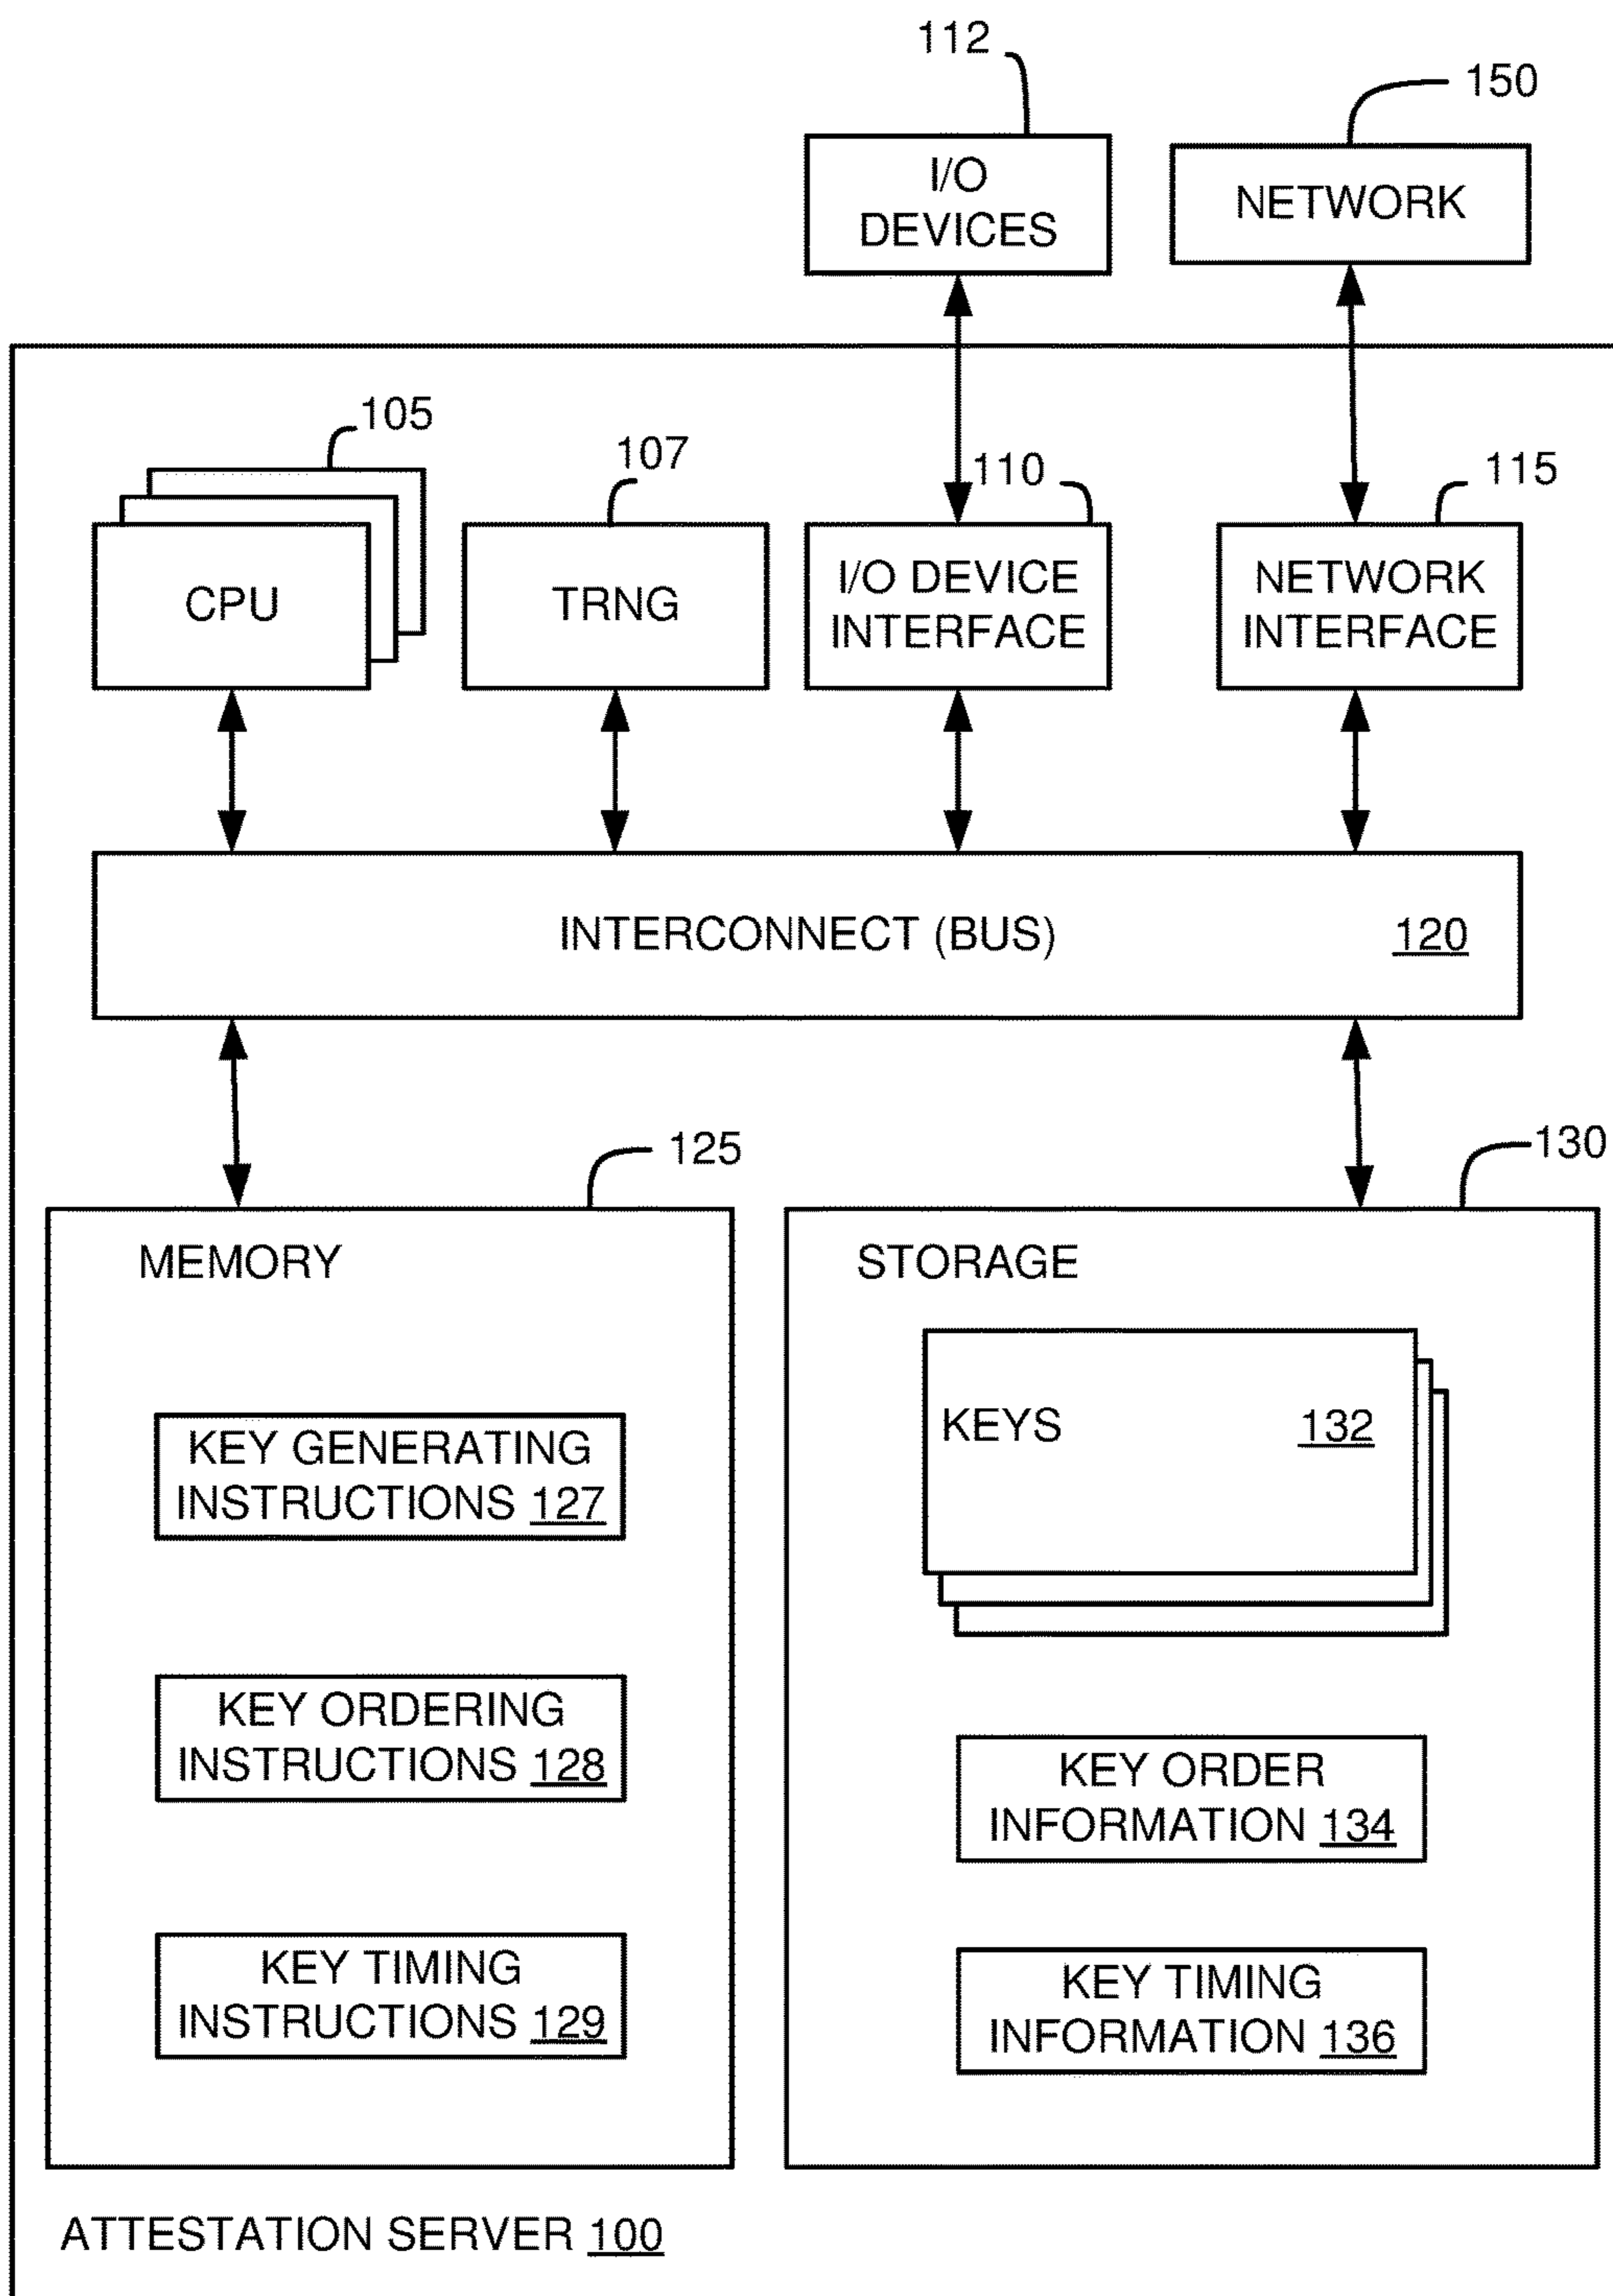 112
150
I/O
DEVICES
NETWORK
105
107
110
115
CPU
TRNG
I/O DEVICE
INTERFACE
NETWORK
INTERFACE
INTERCONNECT (BUS) 120
125
130
MEMORY
KEY GENERATING
INSTRUCTIONS 127
KEY ORDERING
INSTRUCTIONS 128
KEY TIMING
INSTRUCTIONS 129
STORAGE
KEYS 132
KEY ORDER
INFORMATION 134
KEY TIMING
INFORMATION 136
ATTESTATION SERVER 100